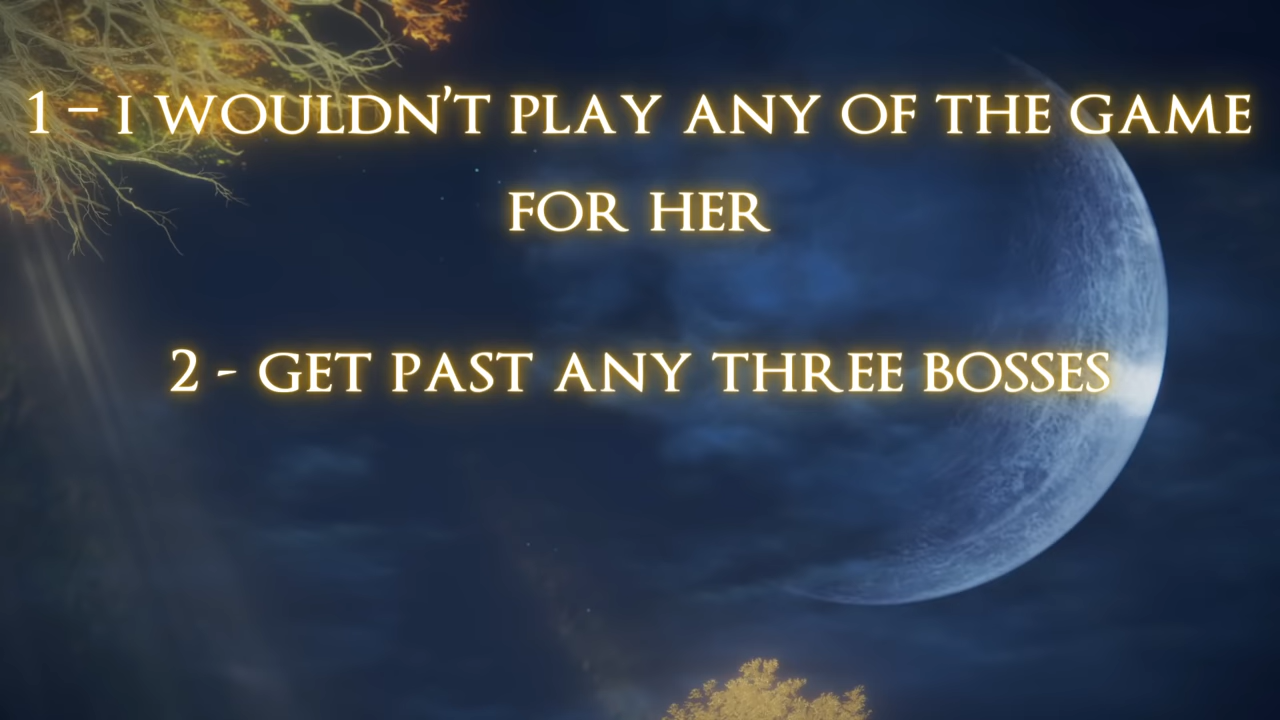 1 – I WOULDN'T PLAY ANY OF THE GAME
FOR HER
2 - GET PAST ANY THREE BOSSES